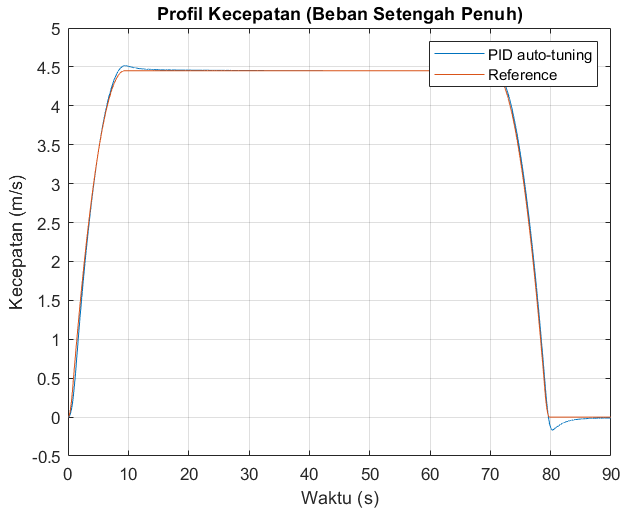 Profil Kecepatan (Beban Setengah Penuh)
5
4.5
4
3.5
3
2.5
2
1.5
1
0.5
0
-0.5
Kecepatan (m/s)
PID auto-tuning
Reference
0 10 20 30 40 50 60 70 80 90
Waktu (s)